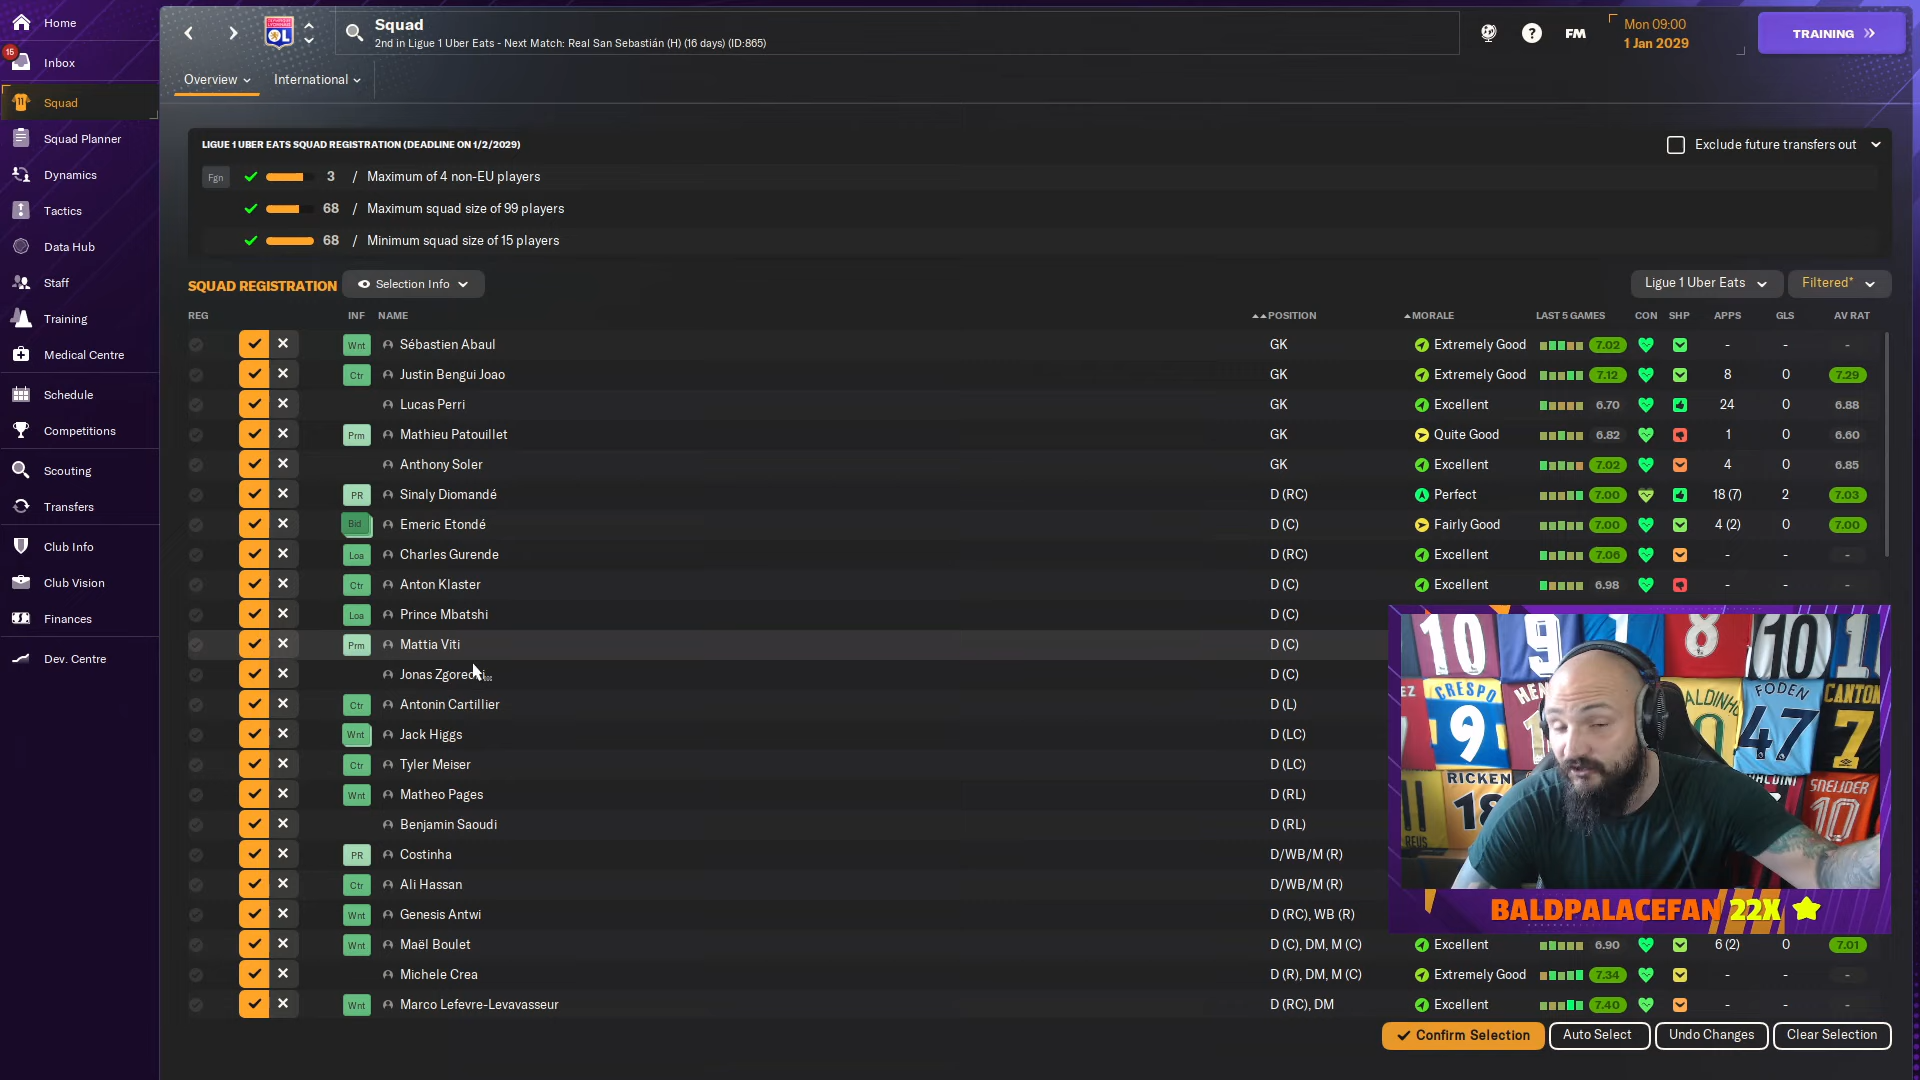 Home
15
Inbox
Squad
Squad Planner
Dynamics
Tactics
Data Hub
Staff
Training
Medical Centre
Schedule
Competitions
Scouting
Transfers
Club Info
Club Vision
Finances
Dev. Centre
OL
Squad
2nd in Ligue 1 Uber Eats - Next Match: Real San Sebastián (H) (16 days) (ID:865)
FM
Mon 09:00
1 Jan 2029
TRAINING
Overview International
LIGUE 1 UBER EATS SQUAD REGISTRATION (DEADLINE ON 1/2/2029)
Exclude future transfers out
Fgn 3 / Maximum of 4 non-EU players
68 / Maximum squad size of 99 players
68 / Minimum squad size of 15 players
SQUAD REGISTRATION Selection Info Ligue 1 Uber Eats Filtered*
REG INF NAME POSITION MORALE LAST 5 GAMES CON SHP APPS GLS AV RAT
Wnt Sébastien Abaul GK Extremely Good 7.02 - - -
Ctr Justin Bengui Joao GK Extremely Good 7.12 8 0 7.29
Lucas Perri GK Excellent 6.70 24 0 6.88
Prm Mathieu Patouillet GK Quite Good 6.82 1 0 6.60
Anthony Soler GK Excellent 7.02 4 0 6.85
PR Sinaly Diomandé D (RC) Perfect 7.00 18 (7) 2 7.03
Bid Emeric Etondé D (C) Fairly Good 7.00 4 (2) 0 7.00
Loa Charles Gurende D (RC) Excellent 7.06 - - -
Ctr Anton Klaster D (C) Excellent 6.98 - - -
Loa Prince Mbatshi D (C)
Prm Mattia Viti D (C)
Jonas D (C)
Ctr Antonin Cartillier D (L)
Wnt Jack Higgs D (LC)
Ctr Tyler Meiser D (LC)
Wnt Matheo Pages D (RL)
Benjamin Saoudi D (RL)
PR Costinha D/WB/M (R)
Ctr Ali Hassan D/WB/M (R)
Wnt Genesis Antwi D (RC), WB (R)
Wnt Maël Boulet D (C), DM, M (C) Excellent 6.90 6 (2) 0 7.01
Michele Crea D (R), DM, M (C) Extremely Good 7.34 - - -
Wnt Marco Lefevre-Levavasseur D (RC), DM Excellent 7.40 - - -
10
8
10
1
CRESPO
9
FODEN
47
CANTON
7
RICKEN
18
SNEIJDER
10
BALDPALACEFAN 22X
Confirm Selection Auto Select Undo Changes Clear Selection